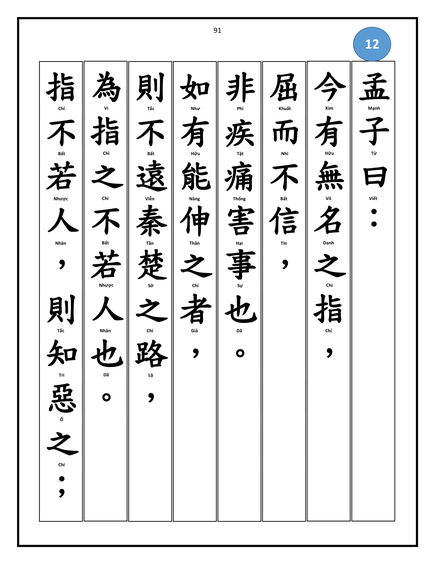 91
12
孟子曰：
Mạnh Tử Viết
今有無名之指，
Kim Hữu Vô Danh Chi Chỉ
屈而不信，
Khuất Nhi Bất Tín
非疾痛害事也。
Phi Tật Thống Hại Sự Dã
如有能伸之者，
Như Hữu Năng Thân Chi Giả
則不遠秦楚之路，
Tắc Bất Viễn Tần Sở Chi Lộ
為指之不若人也。
Vi Chỉ Chi Bất Nhược Nhân Dã
指不若人，則知惡之：；
Chỉ Bất Nhược Nhân Tắc Tri Ố Chi